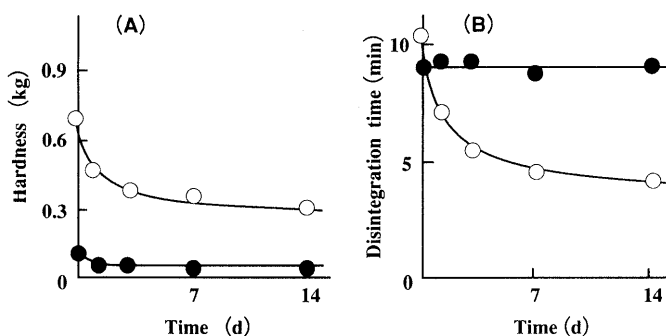 (A)
Hardness (kg)
0.9
0.6
0.3
0
7
14
Time (d)
(B)
Disintegration time (min)
10
5
0
7
14
Time (d)